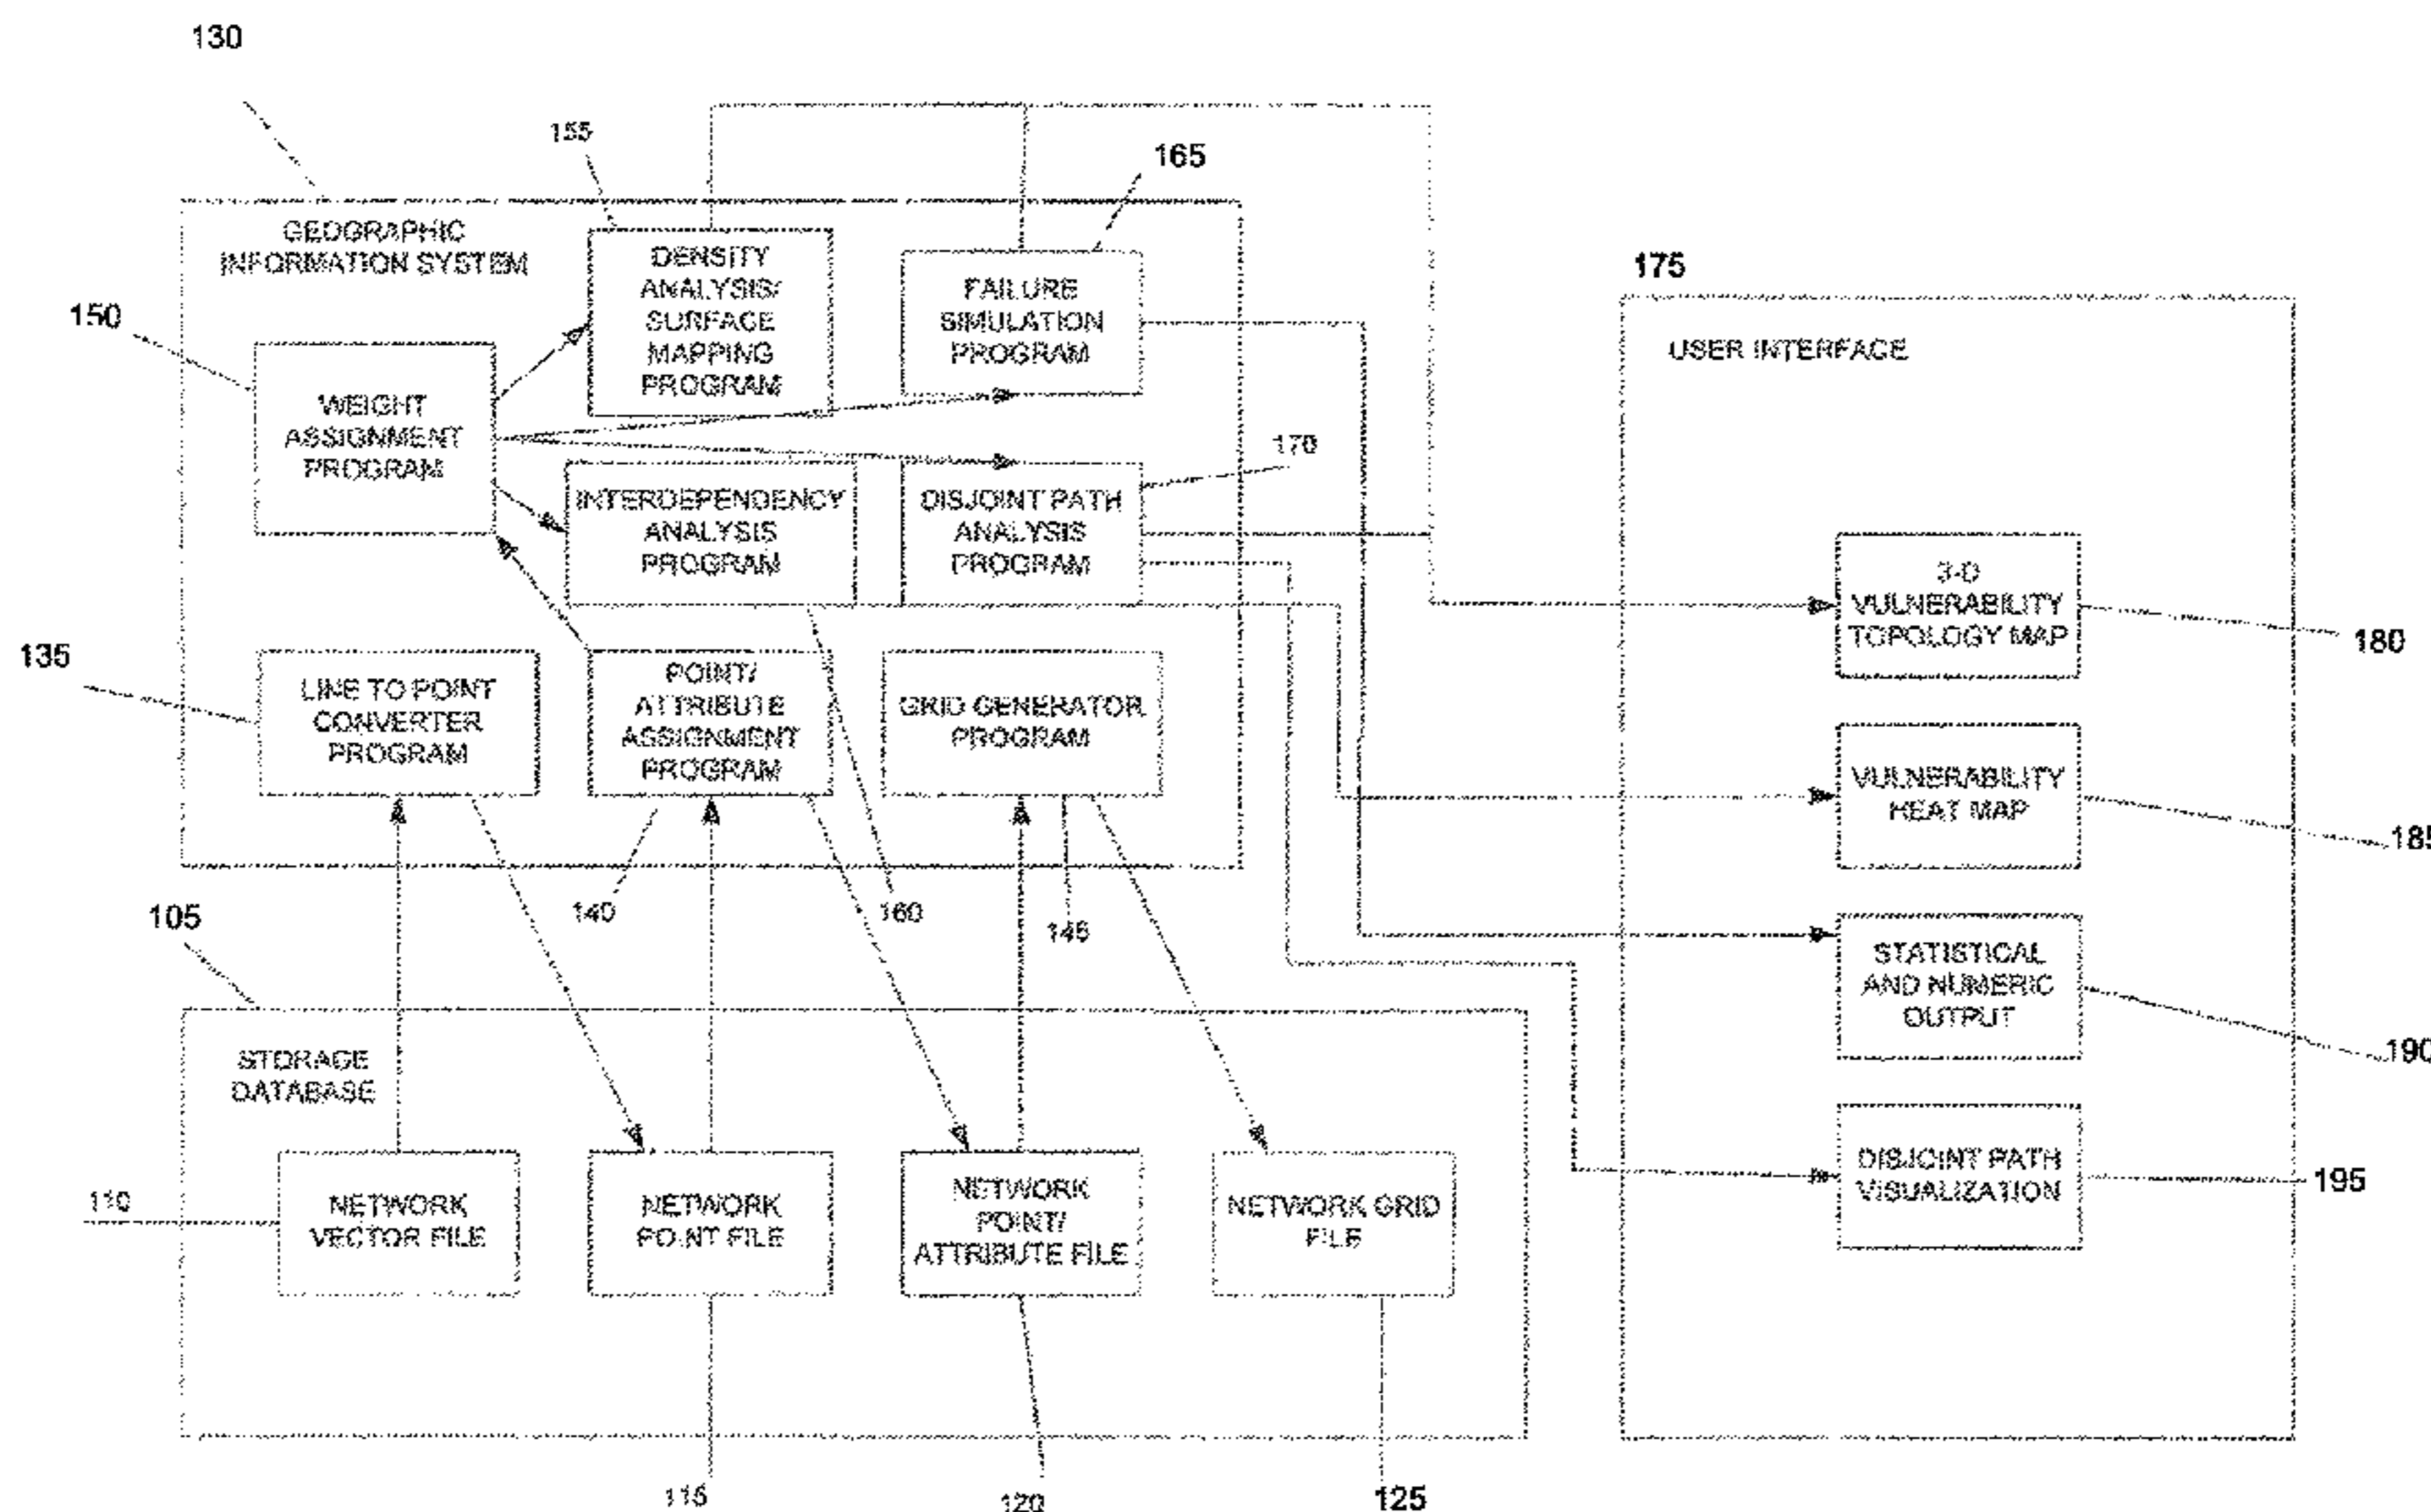 130
155
165
GEOGRAPHIC
INFORMATION SYSTEM
DENSITY
ANALYSIS/
SURFACE
MAPPING
PROGRAM
FAILURE
SIMULATION
PROGRAM
175
USER INTERFACE
150
WEIGHT
ASSIGNMENT
PROGRAM
170
INTERDEPENDENCY
ANALYSIS
PROGRAM
DISJOINT PATH
ANALYSIS
PROGRAM
3-D
VULNERABILITY
TOPOLOGY MAP
180
135
LINE TO POINT
CONVERTER
PROGRAM
POINT/
ATTRIBUTE
ASSIGNMENT
PROGRAM
GRID GENERATOR
PROGRAM
VULNERABILITY
HEAT MAP
185
140
160
145
105
STATISTICAL
AND NUMERIC
OUTPUT
190
STORAGE
DATABASE
110
NETWORK
VECTOR FILE
NETWORK
POINT FILE
NETWORK
POINT/
ATTRIBUTE FILE
NETWORK GRID
FILE
DISJOINT PATH
VISUALIZATION
195
115
120
125